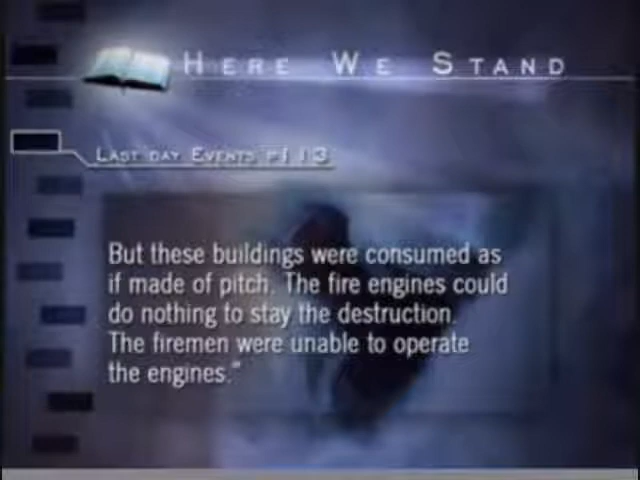 Here We Stand
Last day Events p113
But these buildings were consumed as
if made of pitch. The fire engines could
do nothing to stay the destruction.
The firemen were unable to operate
the engines."